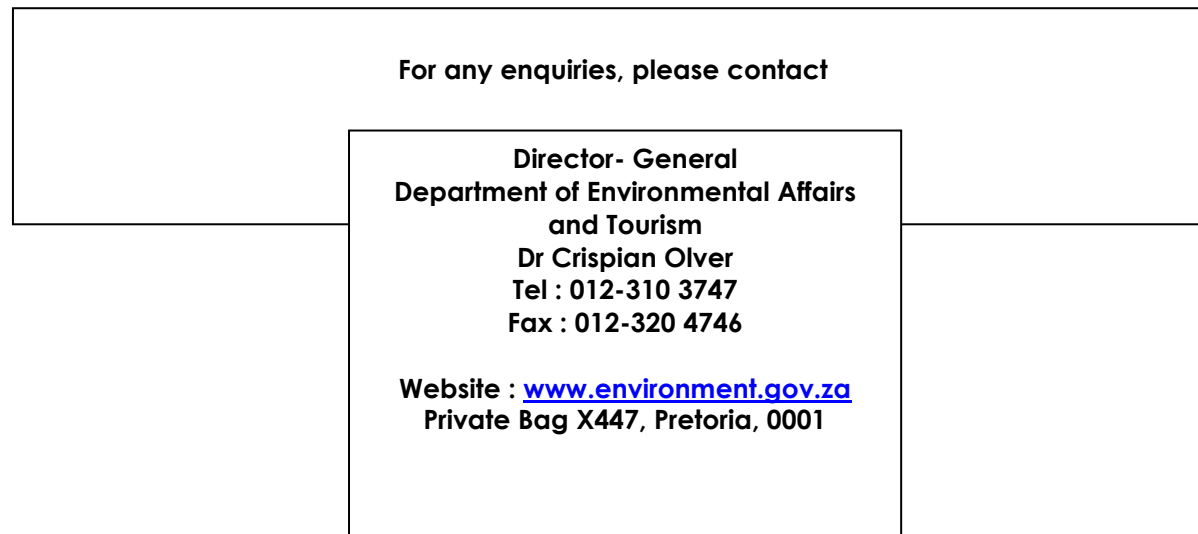 For any enquiries, please contact
Director- General
Department of Environmental Affairs
and Tourism
Dr Crispian Olver
Tel : 012-310 3747
Fax : 012-320 4746
Website : www.environment.gov.za
Private Bag X447, Pretoria, 0001